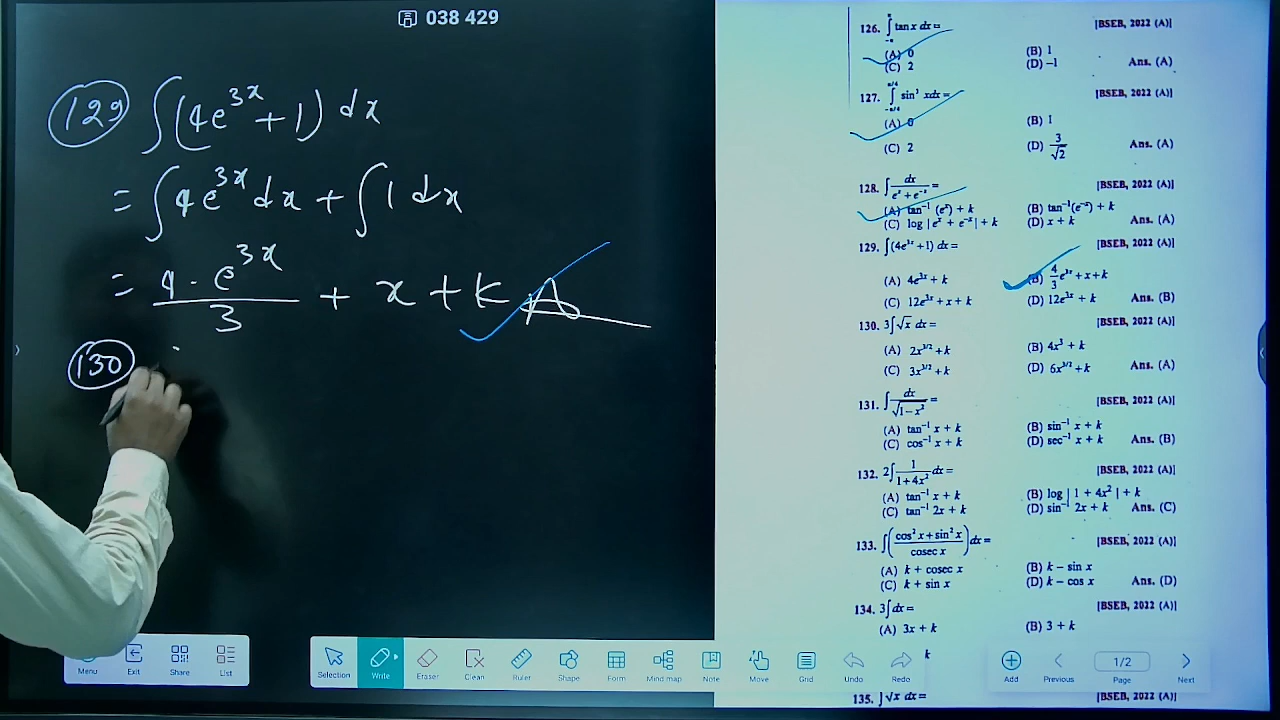 038 429
129 ∫(4e^{3x}+1) dx
= ∫4e^{3x} dx + ∫1 dx
= 4·e^{3x}/3 + x + k A
130
126. ∫_{-π}^{π} tan x dx = [BSEB, 2022 (A)]
(A) 0 (B) 1
(C) 2 (D) –1 Ans. (A)
127. ∫_{-π/4}^{π/4} sin³ xdx = [BSEB, 2022 (A)]
(A) 0 (B) 1
(C) 2 (D) 3/√2 Ans. (A)
128. ∫ dx/(e^x + e^{-x}) = [BSEB, 2022 (A)]
(A) tan⁻¹ (e^x) + k (B) tan⁻¹(e^{-x}) + k
(C) log | e^x + e^{-x} | + k (D) x + k Ans. (A)
129. ∫(4e^{3x} + 1) dx = [BSEB, 2022 (A)]
(A) 4e^{3x} + k (B) 4/3 e^{3x} + x + k
(C) 12e^{3x} + x + k (D) 12e^{3x} + k Ans. (B)
130. 3∫√x dx = [BSEB, 2022 (A)]
(A) 2x^{3/2} + k (B) 4x³ + k
(C) 3x^{3/2} + k (D) 6x^{3/2} + k Ans. (A)
131. ∫ dx/√(1–x²) = [BSEB, 2022 (A)]
(A) tan⁻¹ x + k (B) sin⁻¹ x + k
(C) cos⁻¹ x + k (D) sec⁻¹ x + k Ans. (B)
132. 2∫ 1/(1+4x²) dx = [BSEB, 2022 (A)]
(A) tan⁻¹ x + k (B) log | 1 + 4x² | + k
(C) tan⁻¹ 2x + k (D) sin⁻¹ 2x + k Ans. (C)
133. ∫((cos² x + sin² x)/cosec x) dx = [BSEB, 2022 (A)]
(A) k + cosec x (B) k – sin x
(C) k + sin x (D) k – cos x Ans. (D)
134. 3∫dx = [BSEB, 2022 (A)]
(A) 3x + k (B) 3 + k
k
135. ∫√x dx = [BSEB, 2022 (A)]
Menu Exit Share List
Selection Write Eraser Clean Ruler Shape Form Mind map Note Move Grid Undo Redo
Add Previous 1/2 Page Next